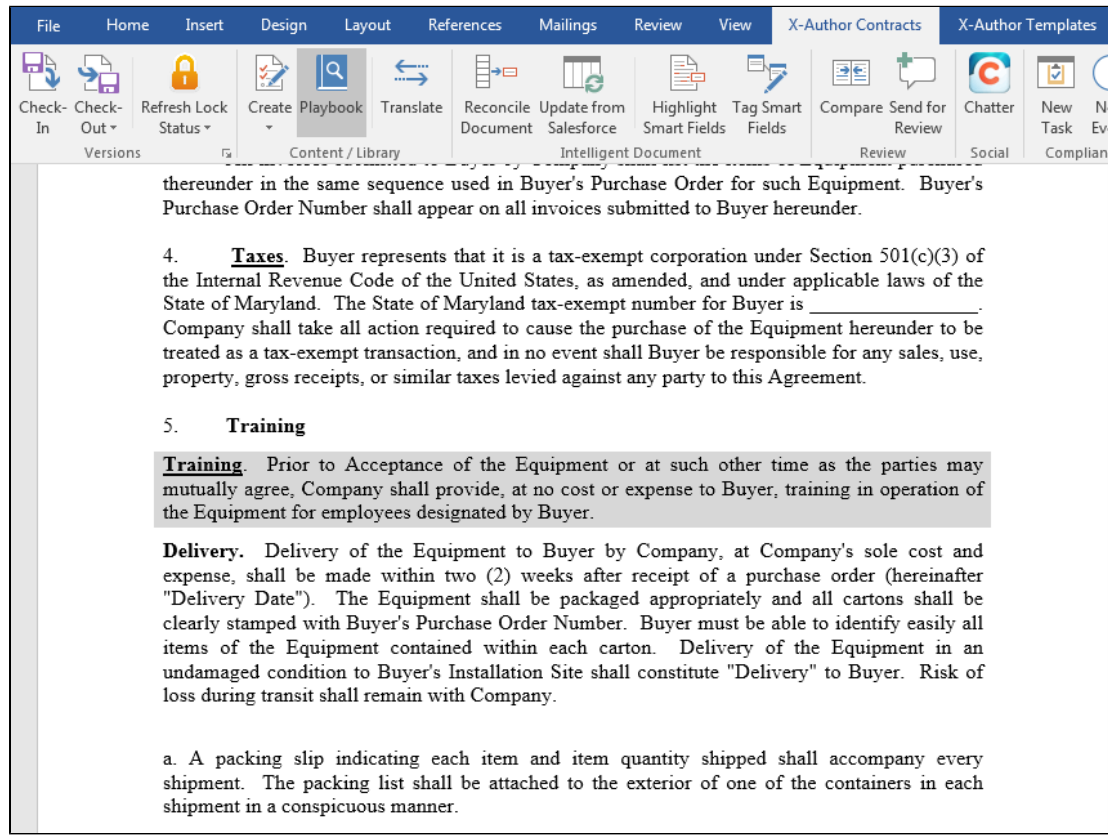 File Home Insert Design Layout References Mailings Review View X-Author Contracts X-Author Templates
Check-In Check-Out Refresh Lock Status Create Playbook Translate Reconcile Document Update from Salesforce Highlight Smart Fields Tag Smart Fields Compare Send for Review Chatter New Task
Versions Content / Library Intelligent Document Review Social
thereunder in the same sequence used in Buyer's Purchase Order for such Equipment. Buyer's
Purchase Order Number shall appear on all invoices submitted to Buyer hereunder.
4. Taxes. Buyer represents that it is a tax-exempt corporation under Section 501(c)(3) of
the Internal Revenue Code of the United States, as amended, and under applicable laws of the
State of Maryland. The State of Maryland tax-exempt number for Buyer is _________________.
Company shall take all action required to cause the purchase of the Equipment hereunder to be
treated as a tax-exempt transaction, and in no event shall Buyer be responsible for any sales, use,
property, gross receipts, or similar taxes levied against any party to this Agreement.
5. Training
Training. Prior to Acceptance of the Equipment or at such other time as the parties may
mutually agree, Company shall provide, at no cost or expense to Buyer, training in operation of
the Equipment for employees designated by Buyer.
Delivery. Delivery of the Equipment to Buyer by Company, at Company's sole cost and
expense, shall be made within two (2) weeks after receipt of a purchase order (hereinafter
"Delivery Date"). The Equipment shall be packaged appropriately and all cartons shall be
clearly stamped with Buyer's Purchase Order Number. Buyer must be able to identify easily all
items of the Equipment contained within each carton. Delivery of the Equipment in an
undamaged condition to Buyer's Installation Site shall constitute "Delivery" to Buyer. Risk of
loss during transit shall remain with Company.
a. A packing slip indicating each item and item quantity shipped shall accompany every
shipment. The packing list shall be attached to the exterior of one of the containers in each
shipment in a conspicuous manner.